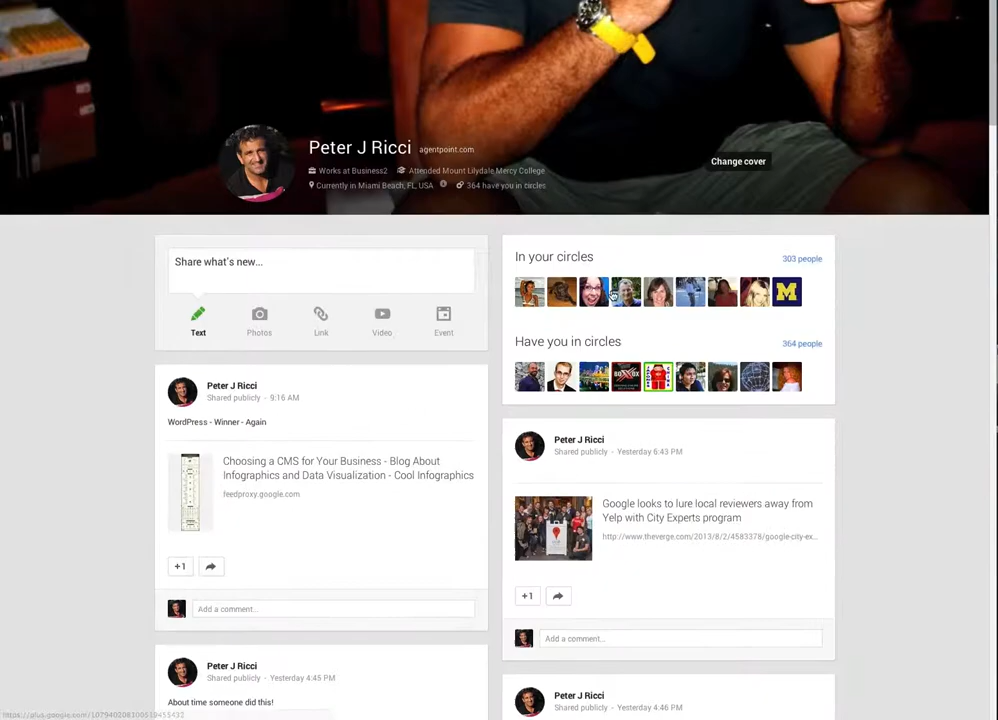 Peter J Ricci agentpoint.com
Works at Business2 Attended Mount Lilydale Mercy College
Currently in Miami Beach, FL, USA 364 have you in circles
Change cover
Share what's new...
Text Photos Link Video Event
Peter J Ricci
Shared publicly - 9:16 AM
WordPress - Winner - Again
Choosing a CMS for Your Business - Blog About
Infographics and Data Visualization - Cool Infographics
feedproxy.google.com
+1
Add a comment...
Peter J Ricci
Shared publicly - Yesterday 4:45 PM
About time someone did this!
In your circles 303 people
M
Have you in circles 364 people
Peter J Ricci
Shared publicly - Yesterday 6:43 PM
Google looks to lure local reviewers away from
Yelp with City Experts program
http://www.theverge.com/2013/8/2/4583378/google-city-ex...
+1
Add a comment...
Peter J Ricci
Shared publicly - Yesterday 4:46 PM